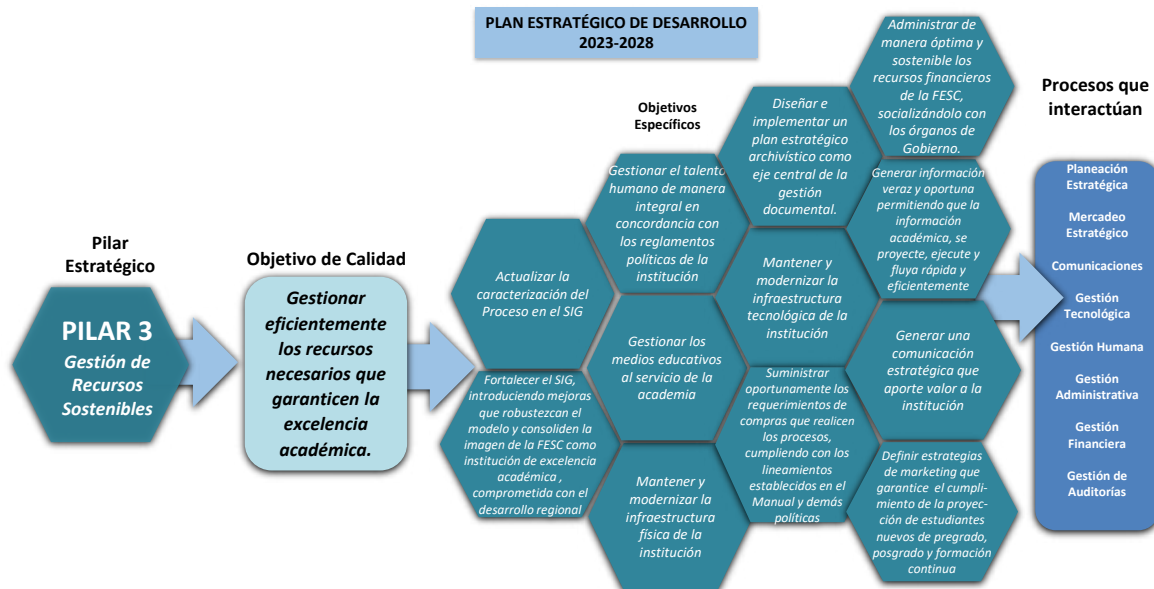 PLAN ESTRATÉGICO DE DESARROLLO
2023-2028
Pilar
Estratégico
PILAR 3
Gestión de
Recursos
Sostenibles
Objetivo de Calidad
Gestionar
eficientemente
los recursos
necesarios que
garanticen la
excelencia
académica.
Objetivos
Específicos
Actualizar la
caracterización del
Proceso en el SIG
Fortalecer el SIG,
introduciendo mejoras
que robustezcan el
modelo y consoliden la
imagen de la FESC como
institución de excelencia
académica ,
comprometida con el
desarrollo regional
Gestionar el talento
humano de manera
integral en
concordancia con
los reglamentos
políticas de la
institución
Gestionar los
medios educativos
al servicio de la
academia
Mantener y
modernizar la
infraestructura
física de la
institución
Diseñar e
implementar un
plan estratégico
archivístico como
eje central de la
gestión
documental.
Mantener y
modernizar la
infraestructura
tecnológica de la
institución
Suministrar
oportunamente los
requerimientos de
compras que realicen
los procesos,
cumpliendo con los
lineamientos
establecidos en el
Manual y demás
políticas
Administrar de
manera óptima y
sostenible los
recursos financieros
de la FESC,
socializándolo con
los órganos de
Gobierno.
Generar información
veraz y oportuna
permitiendo que la
información
académica, se
proyecte, ejecute y
fluya rápida y
eficientemente
Generar una
comunicación
estratégica que
aporte valor a la
institución
Definir estrategias
de marketing que
garantice el cumpli-
miento de la proyec-
ción de estudiantes
nuevos de pregrado,
posgrado y formación
continua
Procesos que
interactúan
Planeación
Estratégica
Mercadeo
Estratégico
Comunicaciones
Gestión
Tecnológica
Gestión Humana
Gestión
Administrativa
Gestión
Financiera
Gestión de
Auditorías